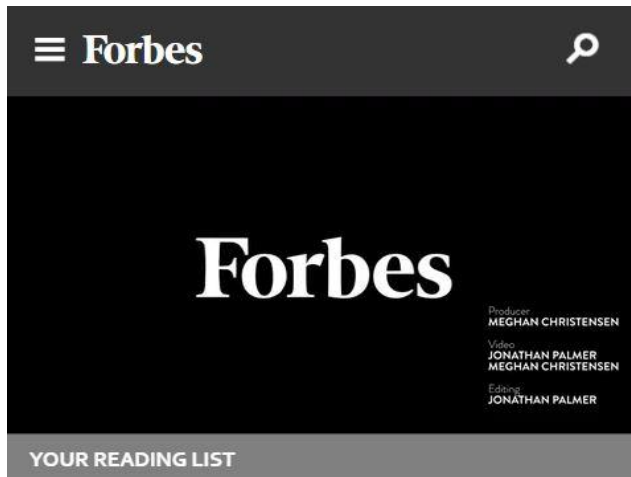 Forbes
Forbes
Producer
MEGHAN CHRISTENSEN
Video
JONATHAN PALMER
MEGHAN CHRISTENSEN
Editing
JONATHAN PALMER
YOUR READING LIST